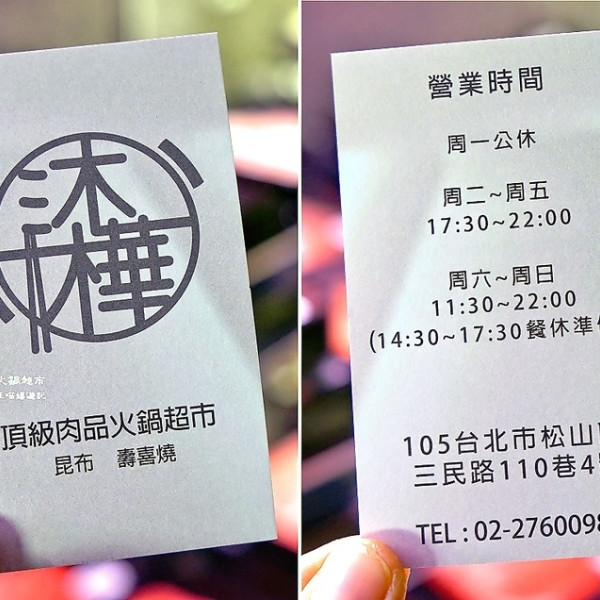 沐樺
頂級肉品火鍋超市
昆布 壽喜燒
營業時間
周一公休
周二~周五
17:30~22:00
周六~周日
11:30~22:00
(14:30~17:30餐休準
105台北市松山
三民路110巷4
TEL : 02-2760098